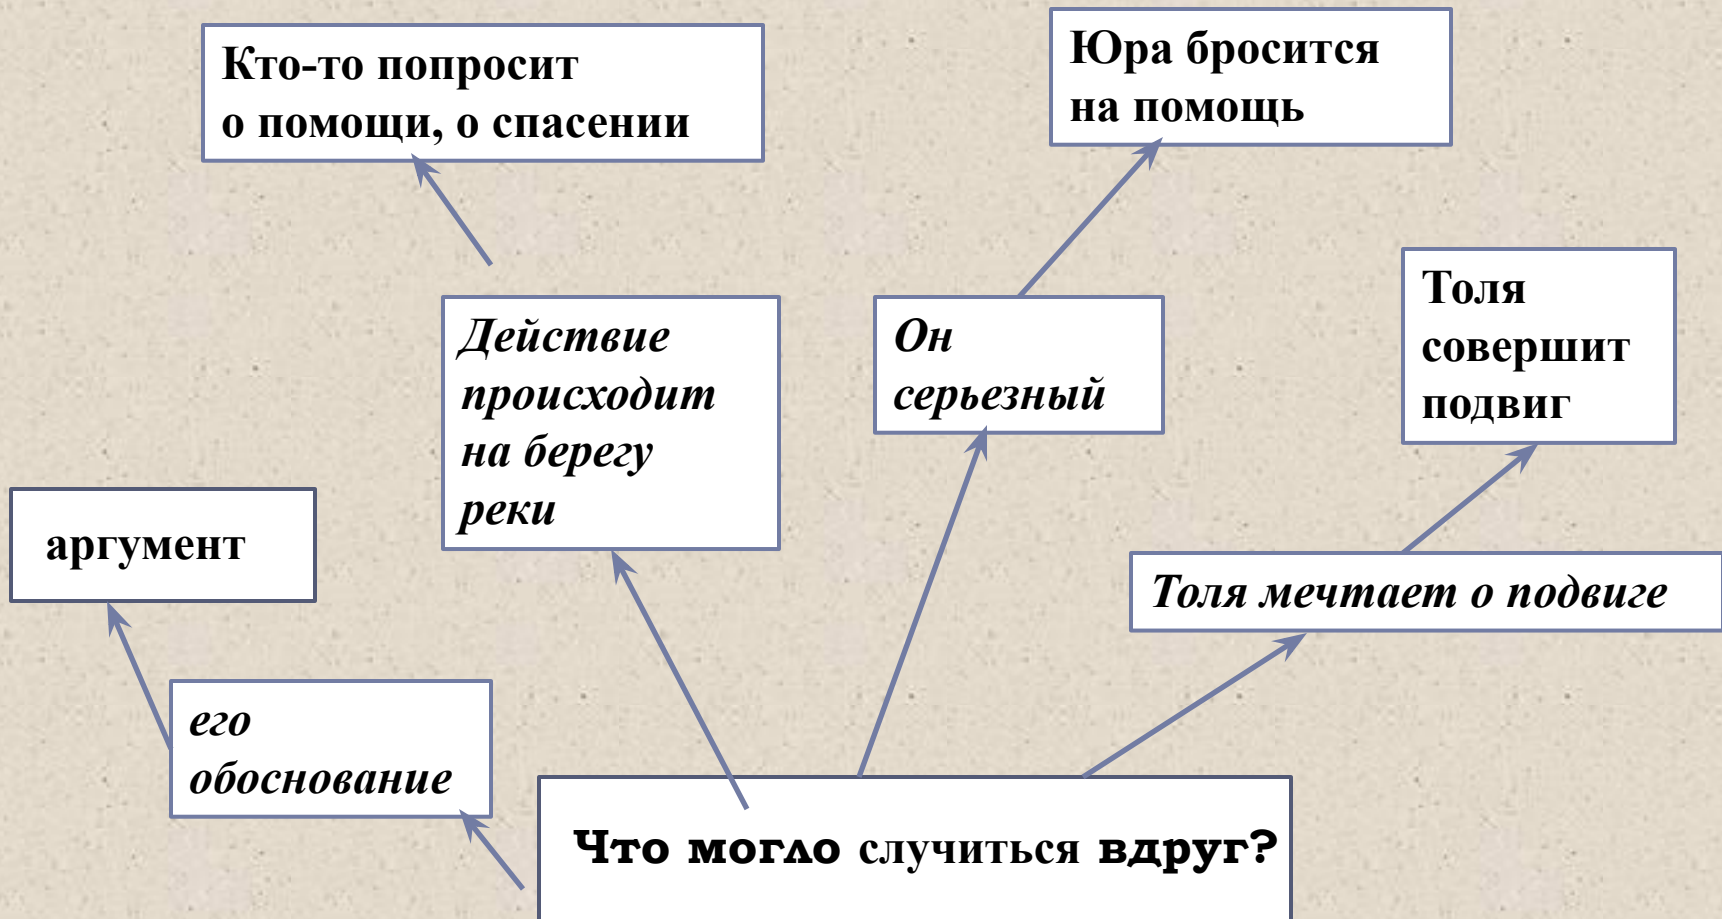 Кто-то попросит
о помощи, о спасении
Юра бросится
на помощь
Действие
происходит
на берегу
реки
Он
серьезный
Толя
совершит
подвиг
аргумент
Толя мечтает о подвиге
его
обоснование
Что могло случиться вдруг?